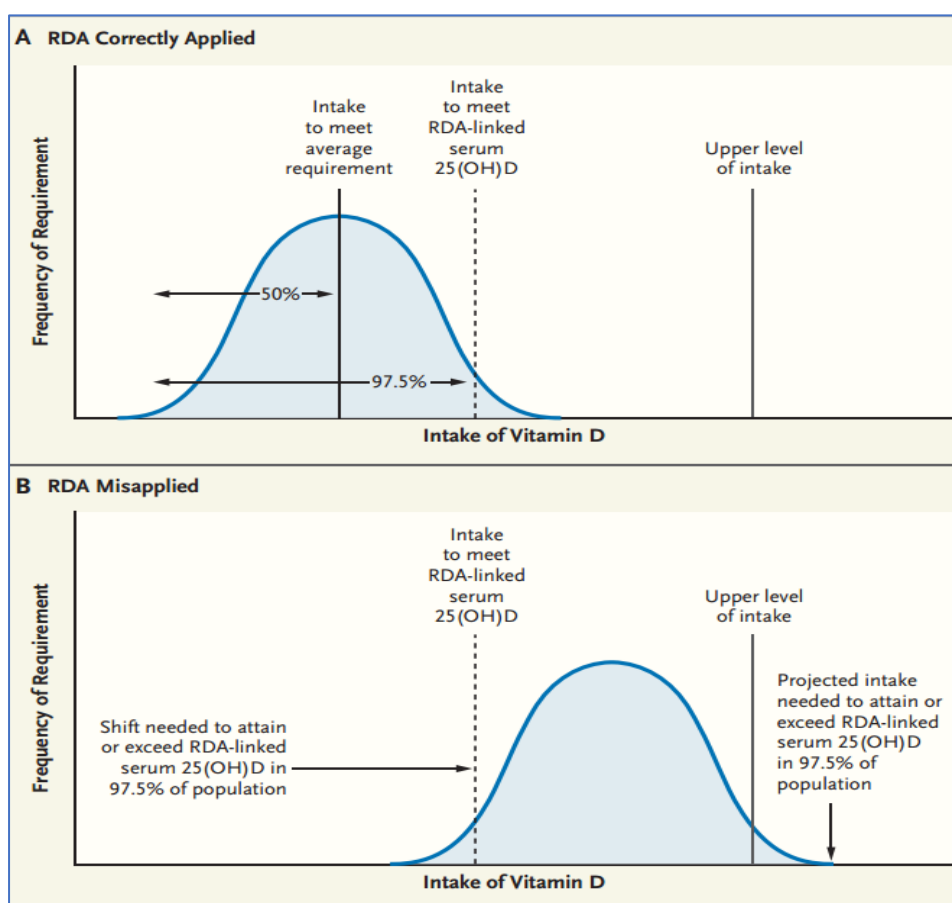 A RDA Correctly Applied
Frequency of Requirement
Intake
to meet
average
requirement
Intake
to meet
RDA-linked
serum
25(OH)D
Upper level
of intake
50%
97.5%
Intake of Vitamin D
B RDA Misapplied
Frequency of Requirement
Intake
to meet
RDA-linked
serum
25(OH)D
Upper level
of intake
Shift needed to attain
or exceed RDA-linked
serum 25(OH)D in
97.5% of population
Projected intake
needed to attain or
exceed RDA-linked
serum 25(OH)D
in 97.5% of
population
Intake of Vitamin D